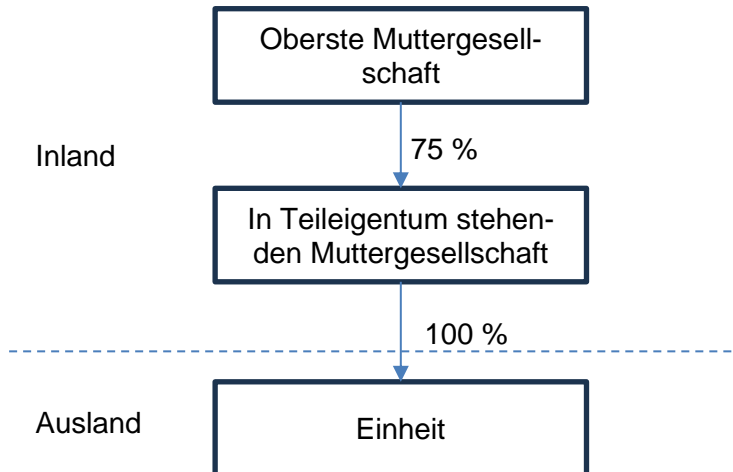 Oberste Muttergesell-
schaft
75 %
Inland
In Teileigentum stehen-
den Muttergesellschaft
100 %
Ausland
Einheit